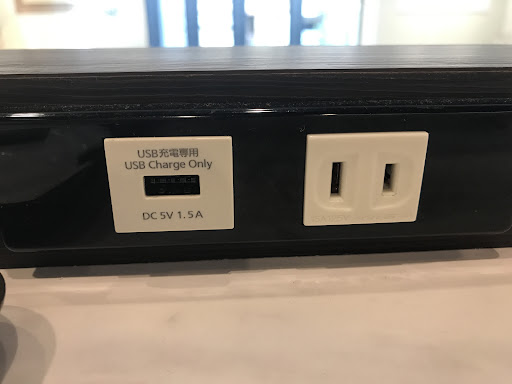 USB充電専用
USB Charge Only
DC 5V 1.5A